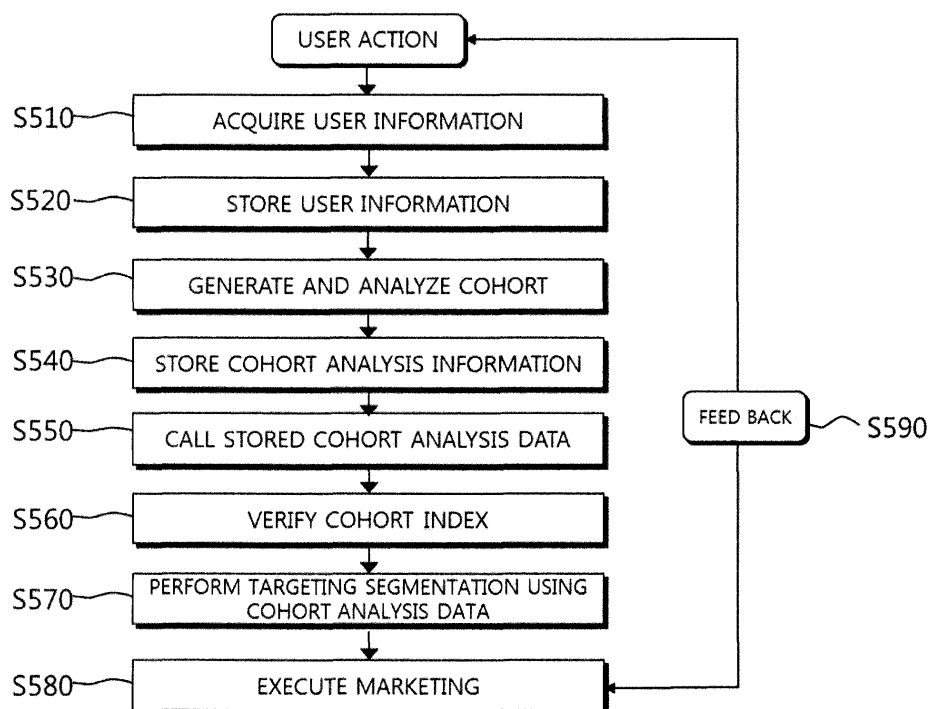 USER ACTION
S510
ACQUIRE USER INFORMATION
S520
STORE USER INFORMATION
S530
GENERATE AND ANALYZE COHORT
S540
STORE COHORT ANALYSIS INFORMATION
S550
CALL STORED COHORT ANALYSIS DATA
FEED BACK
S590
S560
VERIFY COHORT INDEX
S570
PERFORM TARGETING SEGMENTATION USING
COHORT ANALYSIS DATA
S580
EXECUTE MARKETING